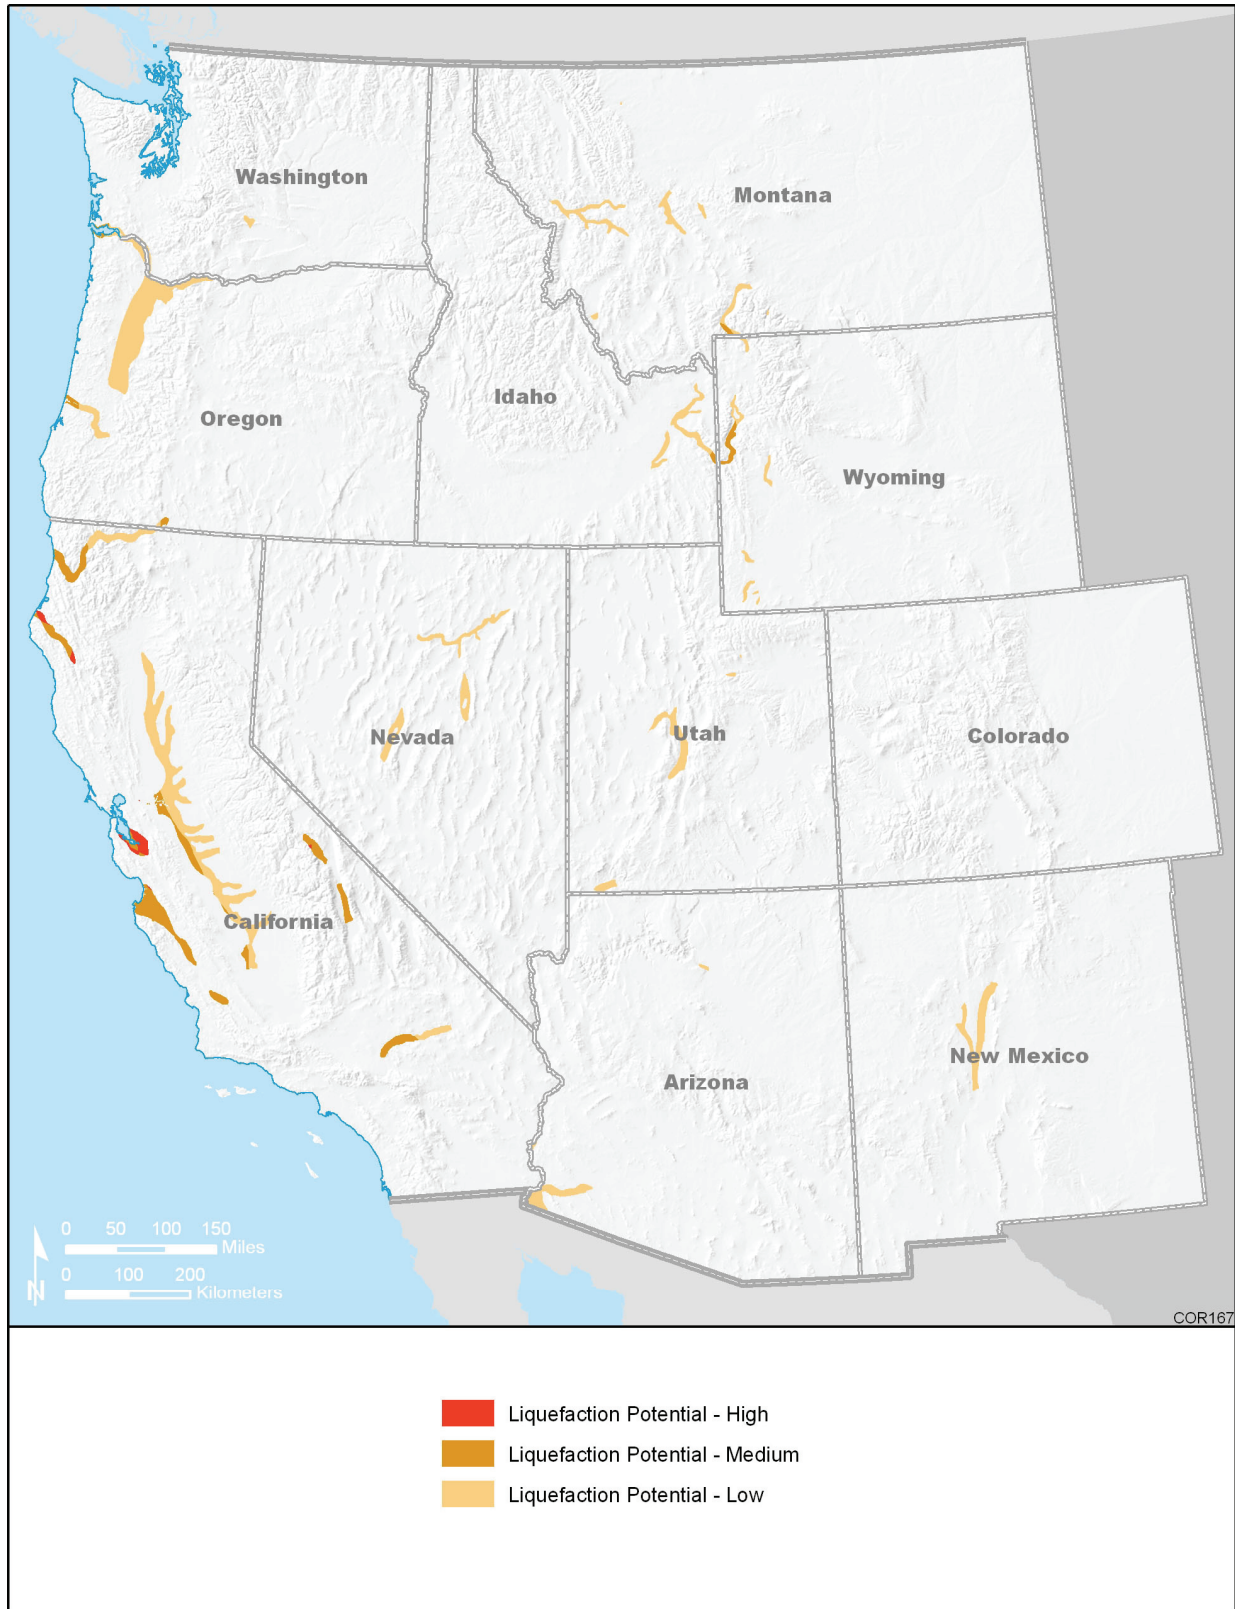 Washington
Montana
Oregon
Idaho
Wyoming
Nevada
Utah
Colorado
California
New Mexico
Arizona
0 50 100 150
Miles
0 100 200
Kilometers
N
COR167
Liquefaction Potential - High
Liquefaction Potential - Medium
Liquefaction Potential - Low